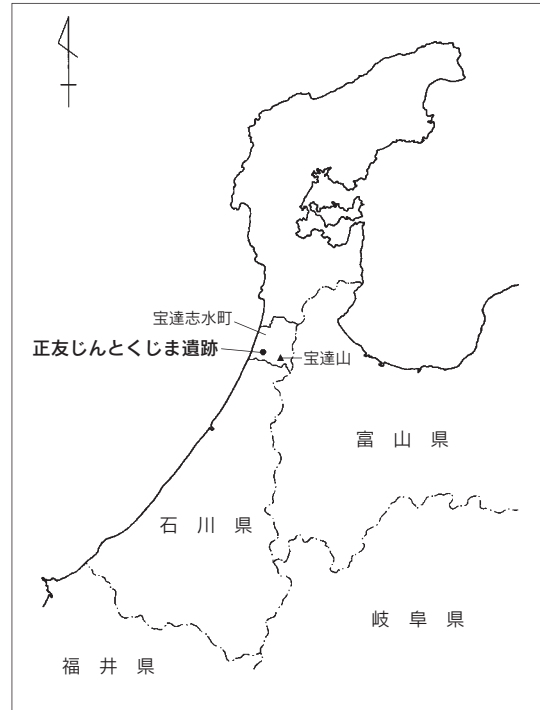 宝達志水町
正友じんとくじま遺跡
宝達山
富山県
石川県
岐阜県
福井県